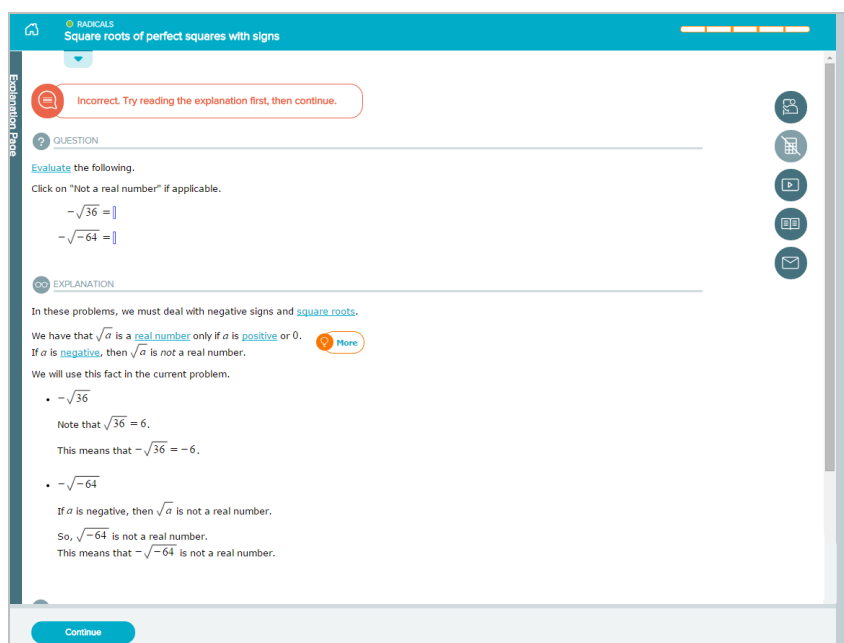 RADICALS
Square roots of perfect squares with signs
Explanation Page
Incorrect. Try reading the explanation first, then continue.
? QUESTION
Evaluate the following.
Click on "Not a real number" if applicable.
−√36 =
−√−64 =
EXPLANATION
In these problems, we must deal with negative signs and square roots.
We have that √a is a real number only if a is positive or 0.
If a is negative, then √a is not a real number.
More
We will use this fact in the current problem.
• −√36
Note that √36 = 6.
This means that −√36 = −6.
• −√−64
If a is negative, then √a is not a real number.
So, √−64 is not a real number.
This means that −√−64 is not a real number.
Continue